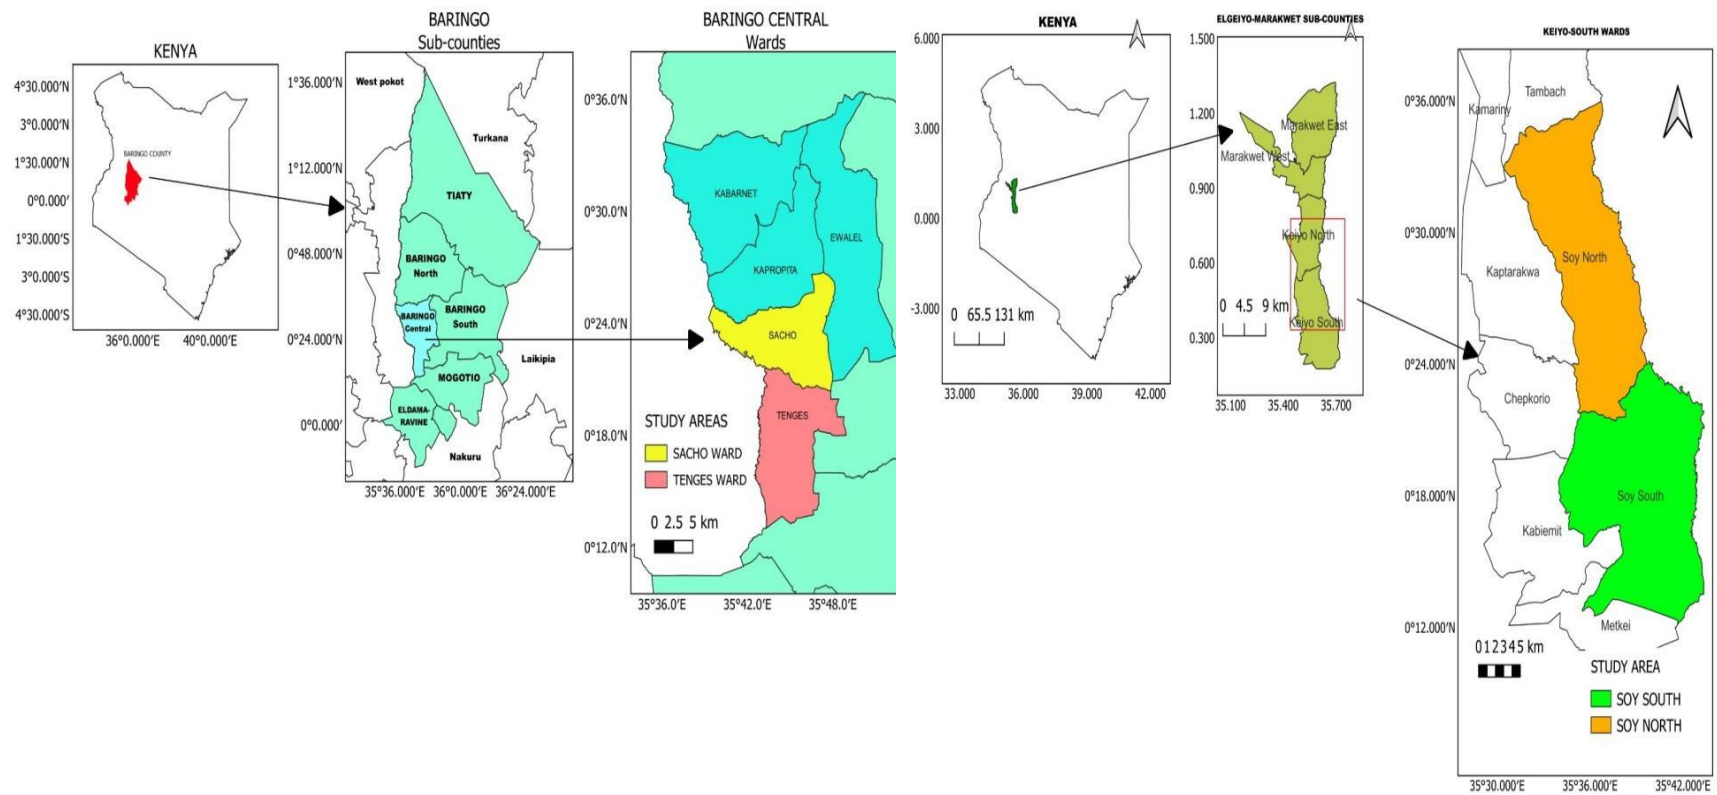 KENYA
4°30.000'N
3°0.000'N
1°30.000'N
0°0.000'
1°30.000'S
3°0.000'S
4°30.000'S
BARINGO COUNTY
36°0.000'E 40°0.000'E
BARINGO
Sub-counties
1°36.000'N
1°12.000'N
0°48.000'N
0°24.000'N
0°0.000'
West pokot
Turkana
TIATY
BARINGO
North
BARINGO
Central
BARINGO
South
Laikipia
MOGOTIO
ELDAMA-
RAVINE
Nakuru
35°36.000'E 36°0.000'E 36°24.000'E
BARINGO CENTRAL
Wards
0°36.0'N
0°30.0'N
0°24.0'N
0°18.0'N
0°12.0'N
KABARNET
EWALEL
KAPROPITA
SACHO
TENGES
STUDY AREAS
SACHO WARD
TENGES WARD
0 2.5 5 km
35°36.0'E 35°42.0'E 35°48.0'E
KENYA
6.000
3.000
0.000
-3.000
0 65.5 131 km
33.000 36.000 39.000 42.000
ELGEIYO-MARAKWET SUB-COUNTIES
1.500
1.200
0.900
0.600
0.300
Marakwet East
Marakwet West
Keiyo North
0 4.5 9 km
Keiyo South
35.100 35.400 35.700
KEIYO-SOUTH WARDS
0°36.000'N
0°30.000'N
0°24.000'N
0°18.000'N
0°12.000'N
Tambach
Kamariny
Soy North
Kaptarakwa
Chepkorio
Soy South
Kabiemit
Metkei
012345 km
STUDY AREA
SOY SOUTH
SOY NORTH
35°30.000'E 35°36.000'E 35°42.000'E